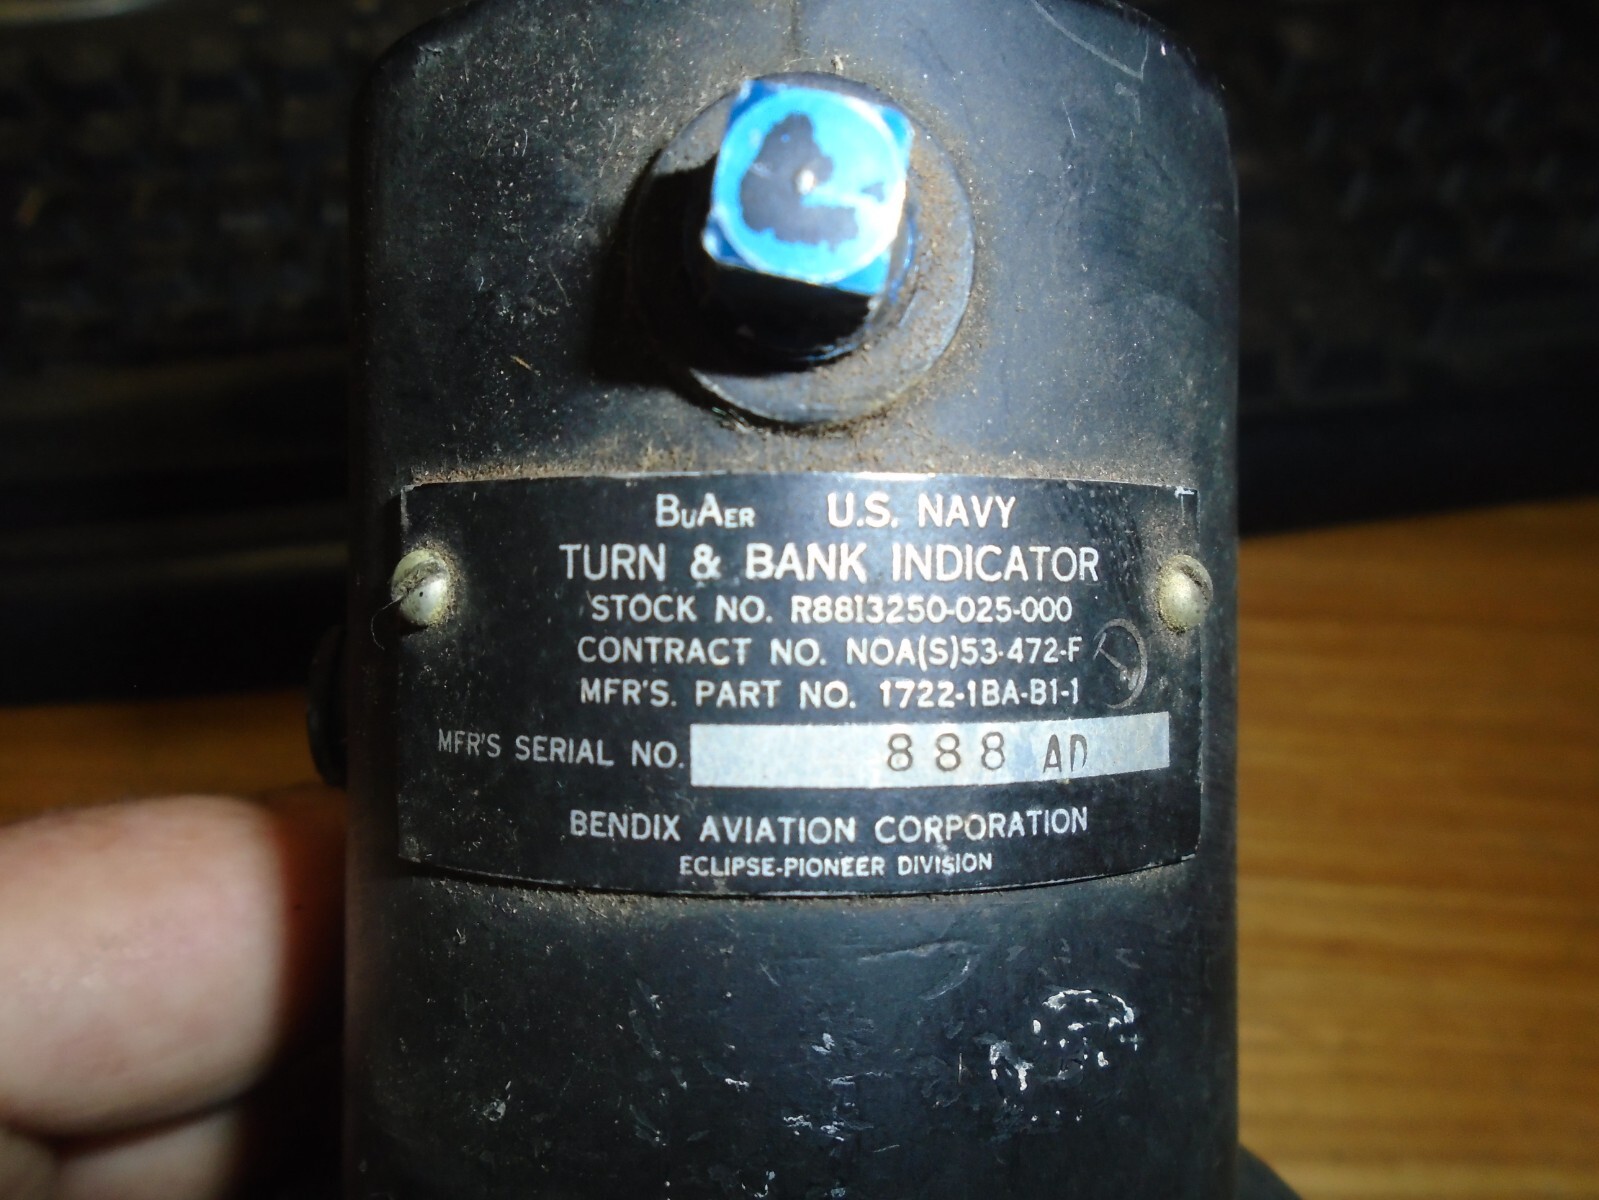 BuAer U.S. NAVY
TURN & BANK INDICATOR
STOCK NO. R88I3250-025-000
CONTRACT NO. NOA(S)53-472-F
MFR'S. PART NO. 1722-1BA-B1-1
MFR'S SERIAL NO. 888 AD
BENDIX AVIATION CORPORATION
ECLIPSE-PIONEER DIVISION